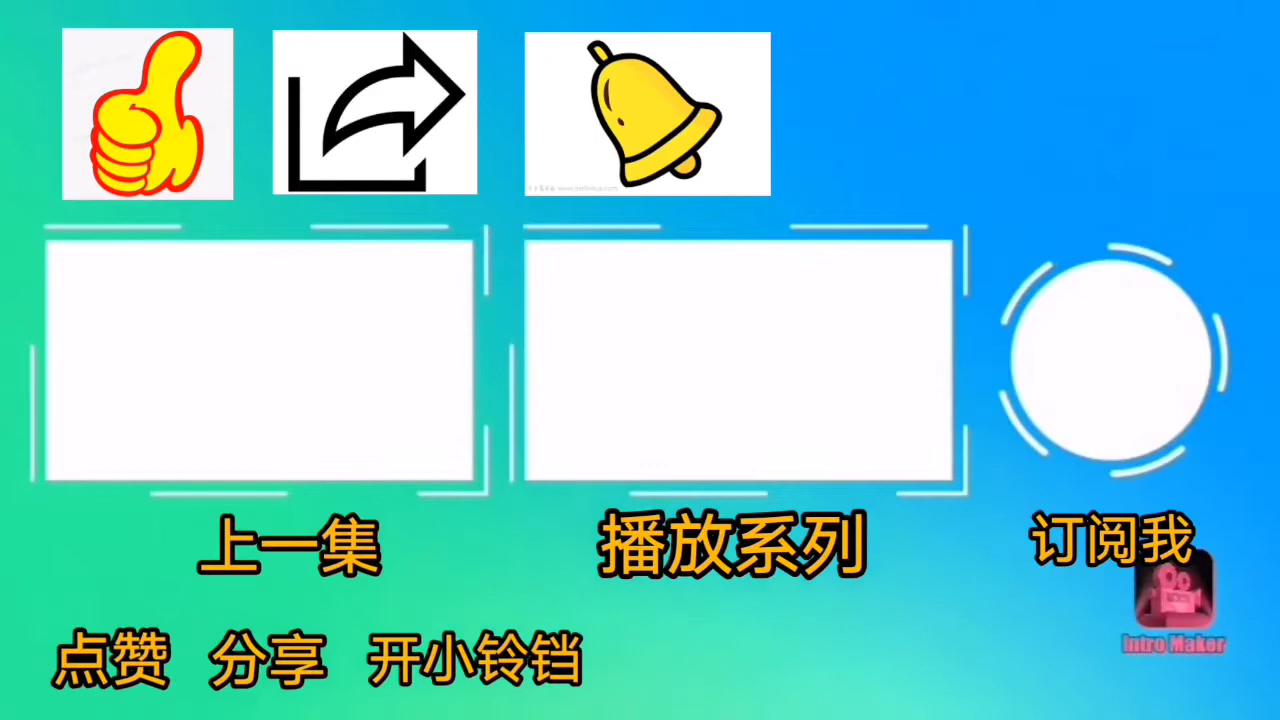 上一集
播放系列
订阅我
Intro Maker
点赞 分享 开小铃铛